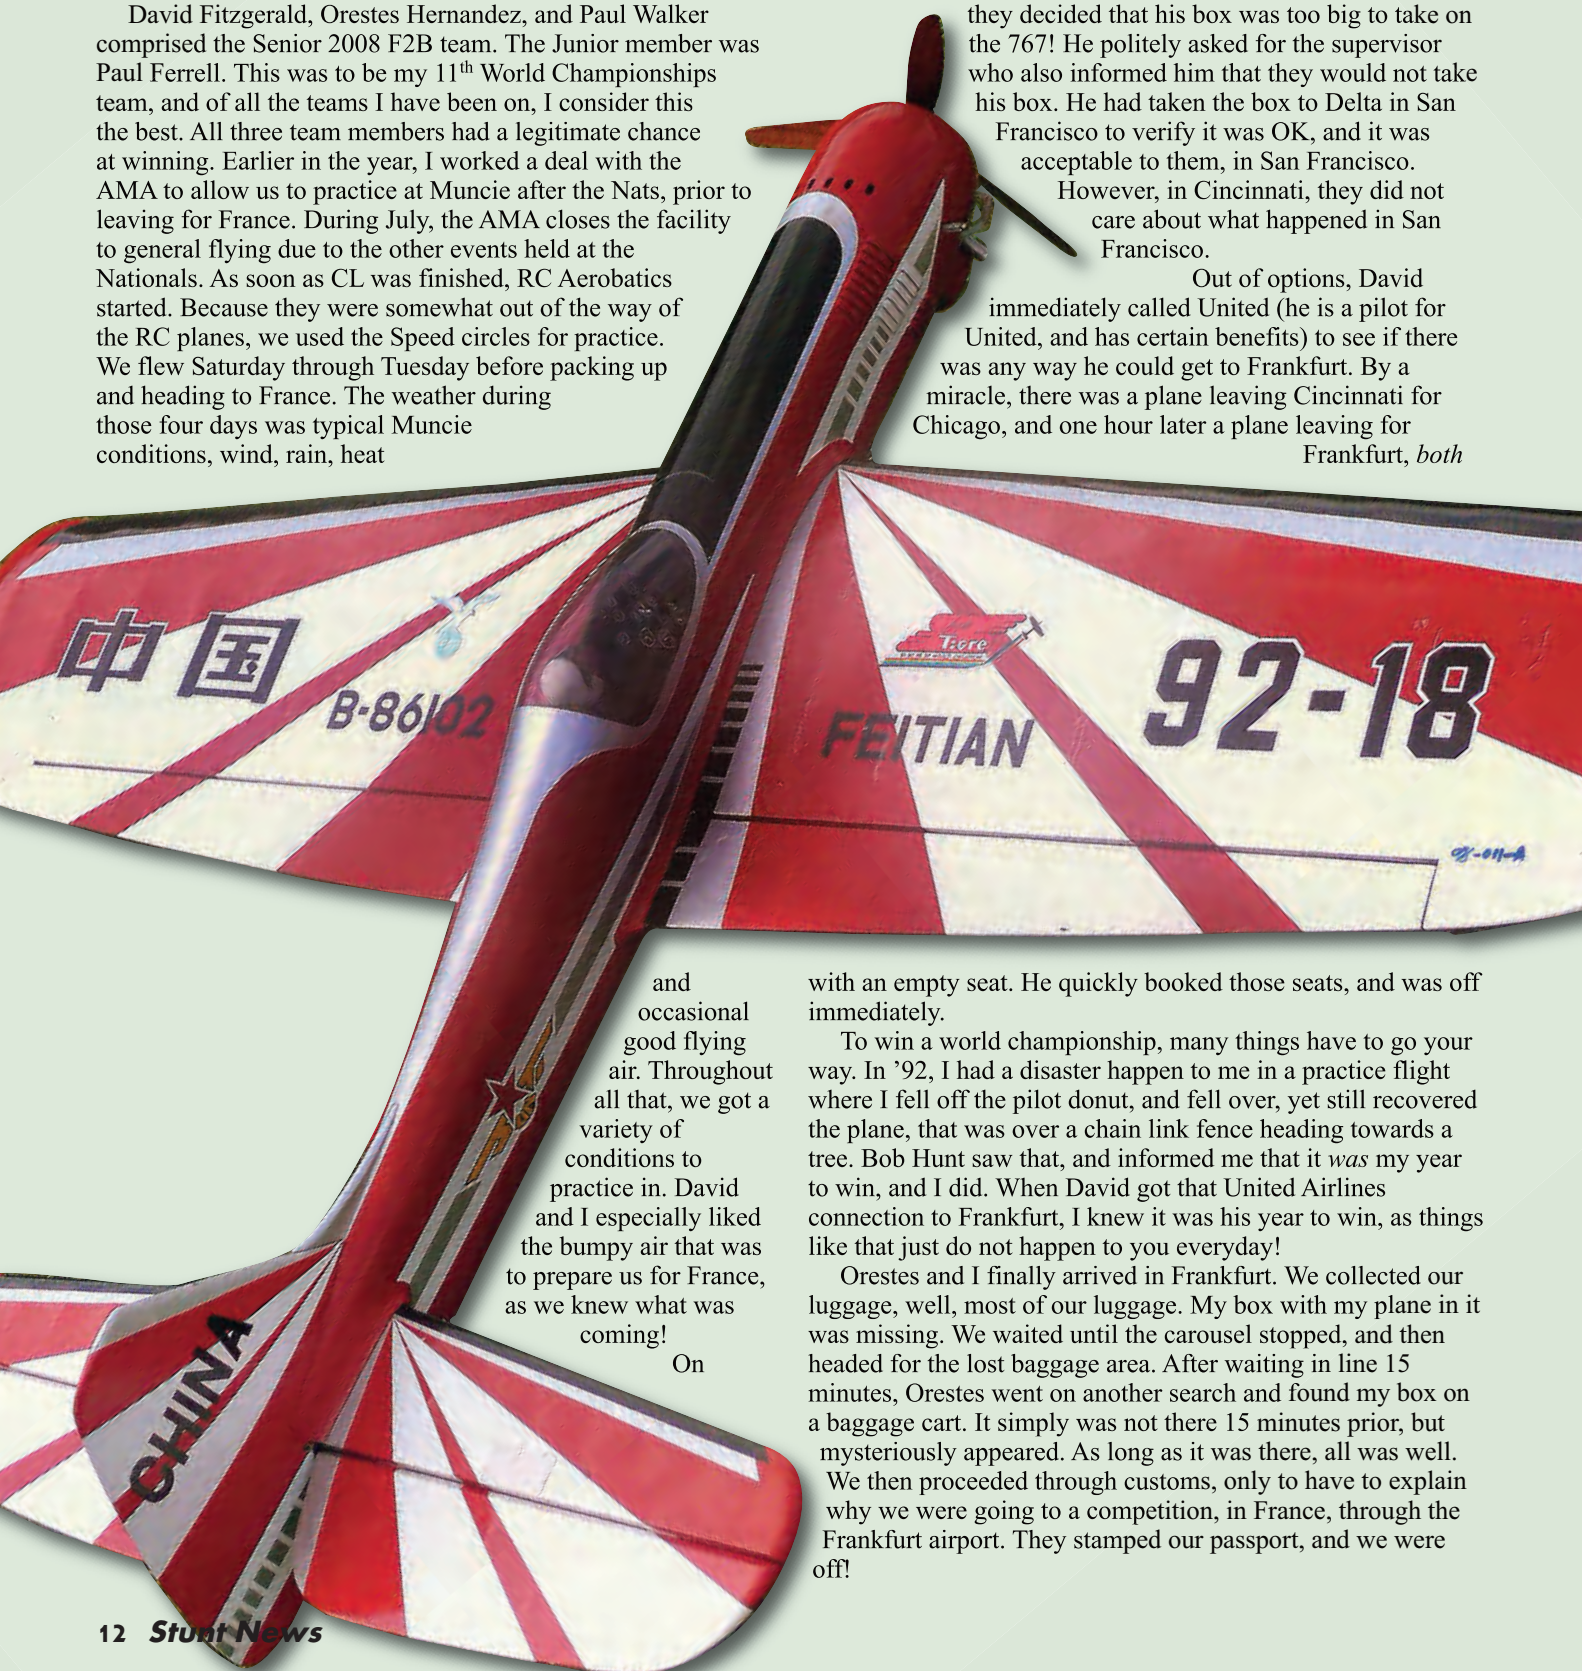 David Fitzgerald, Orestes Hernandez, and Paul Walker
comprised the Senior 2008 F2B team. The Junior member was
Paul Ferrell. This was to be my 11th World Championships
team, and of all the teams I have been on, I consider this
the best. All three team members had a legitimate chance
at winning. Earlier in the year, I worked a deal with the
AMA to allow us to practice at Muncie after the Nats, prior to
leaving for France. During July, the AMA closes the facility
to general flying due to the other events held at the
Nationals. As soon as CL was finished, RC Aerobatics
started. Because they were somewhat out of the way of
the RC planes, we used the Speed circles for practice.
We flew Saturday through Tuesday before packing up
and heading to France. The weather during
those four days was typical Muncie
conditions, wind, rain, heat
and
occasional
good flying
air. Throughout
all that, we got a
variety of
conditions to
practice in. David
and I especially liked
the bumpy air that was
to prepare us for France,
as we knew what was
coming!
On
they decided that his box was too big to take on
the 767! He politely asked for the supervisor
who also informed him that they would not take
his box. He had taken the box to Delta in San
Francisco to verify it was OK, and it was
acceptable to them, in San Francisco.
However, in Cincinnati, they did not
care about what happened in San
Francisco.
Out of options, David
immediately called United (he is a pilot for
United, and has certain benefits) to see if there
was any way he could get to Frankfurt. By a
miracle, there was a plane leaving Cincinnati for
Chicago, and one hour later a plane leaving for
Frankfurt, both
with an empty seat. He quickly booked those seats, and was off
immediately.
To win a world championship, many things have to go your
way. In ’92, I had a disaster happen to me in a practice flight
where I fell off the pilot donut, and fell over, yet still recovered
the plane, that was over a chain link fence heading towards a
tree. Bob Hunt saw that, and informed me that it was my year
to win, and I did. When David got that United Airlines
connection to Frankfurt, I knew it was his year to win, as things
like that just do not happen to you everyday!
Orestes and I finally arrived in Frankfurt. We collected our
luggage, well, most of our luggage. My box with my plane in it
was missing. We waited until the carousel stopped, and then
headed for the lost baggage area. After waiting in line 15
minutes, Orestes went on another search and found my box on
a baggage cart. It simply was not there 15 minutes prior, but
mysteriously appeared. As long as it was there, all was well.
We then proceeded through customs, only to have to explain
why we were going to a competition, in France, through the
Frankfurt airport. They stamped our passport, and we were
off!
中国
B-86102
Tigre
FEITIAN
92-18
CHINA
12 Stunt News